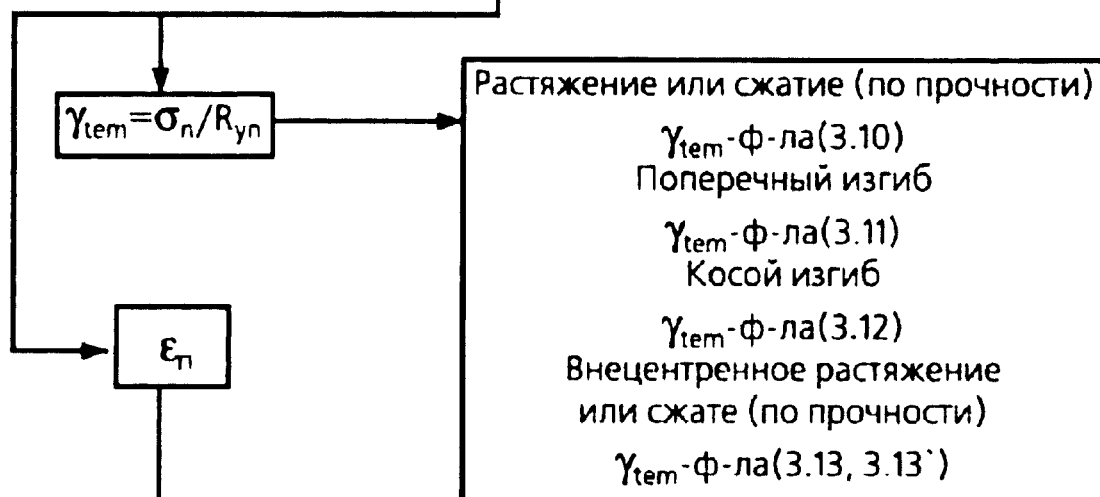 γtem=σn/Ryn
Растяжение или сжатие (по прочности)
γtem-ф-ла(3.10)
Поперечный изгиб
γtem-ф-ла(3.11)
Косой изгиб
γtem-ф-ла(3.12)
εm
Внецентренное растяжение
или сжате (по прочности)
γtem-ф-ла(3.13, 3.13`)